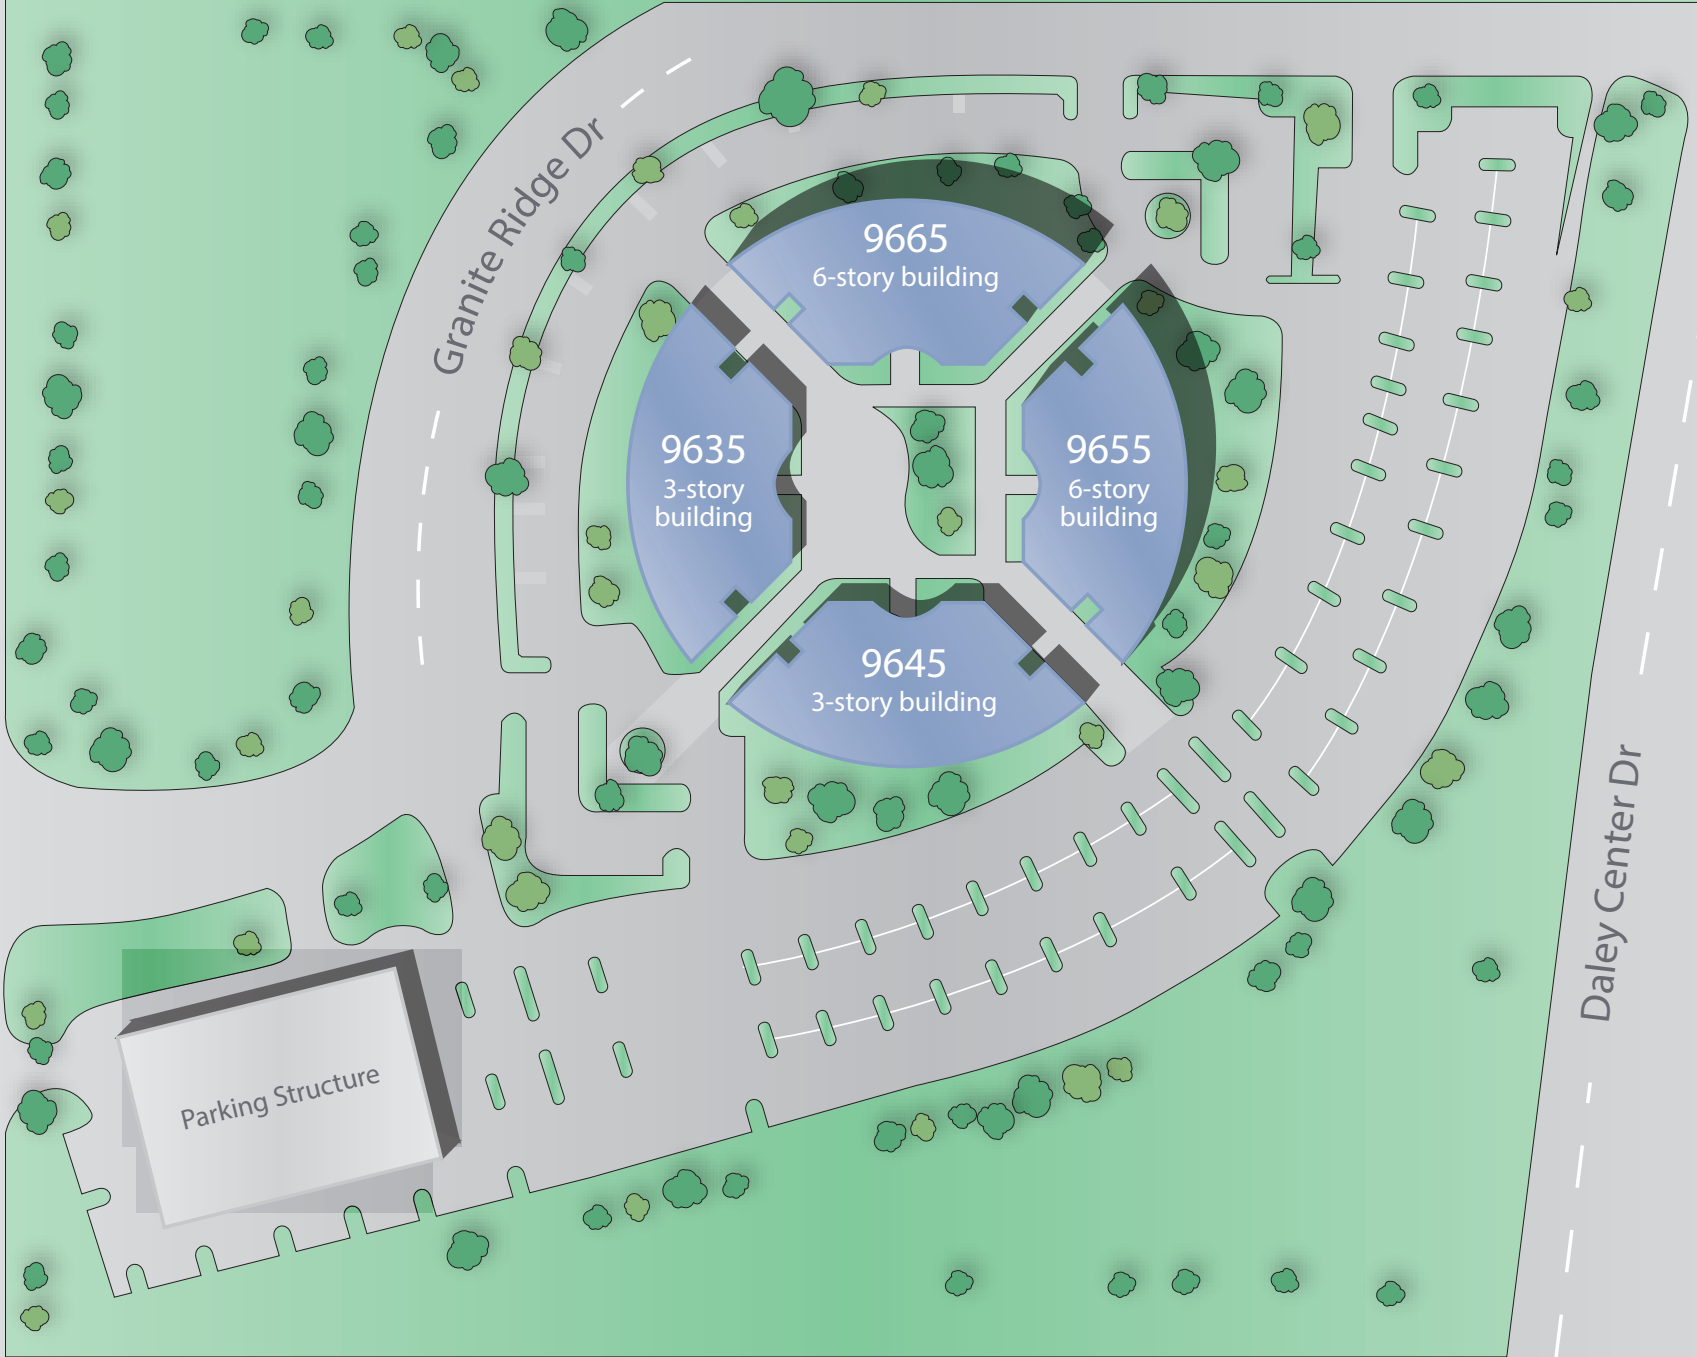 Granite Ridge Dr
9665
6-story building
9635
3-story
building
9655
6-story
building
9645
3-story building
Daley Center Dr
Parking Structure